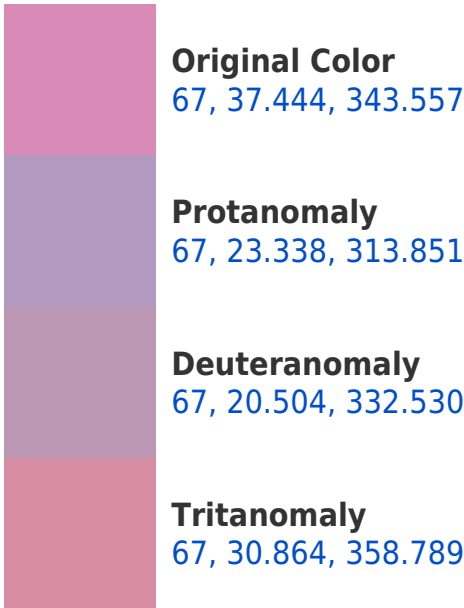 Original Color
67, 37.444, 343.557
Protanomaly
67, 23.338, 313.851
Deuteranomaly
67, 20.504, 332.530
Tritanomaly
67, 30.864, 358.789